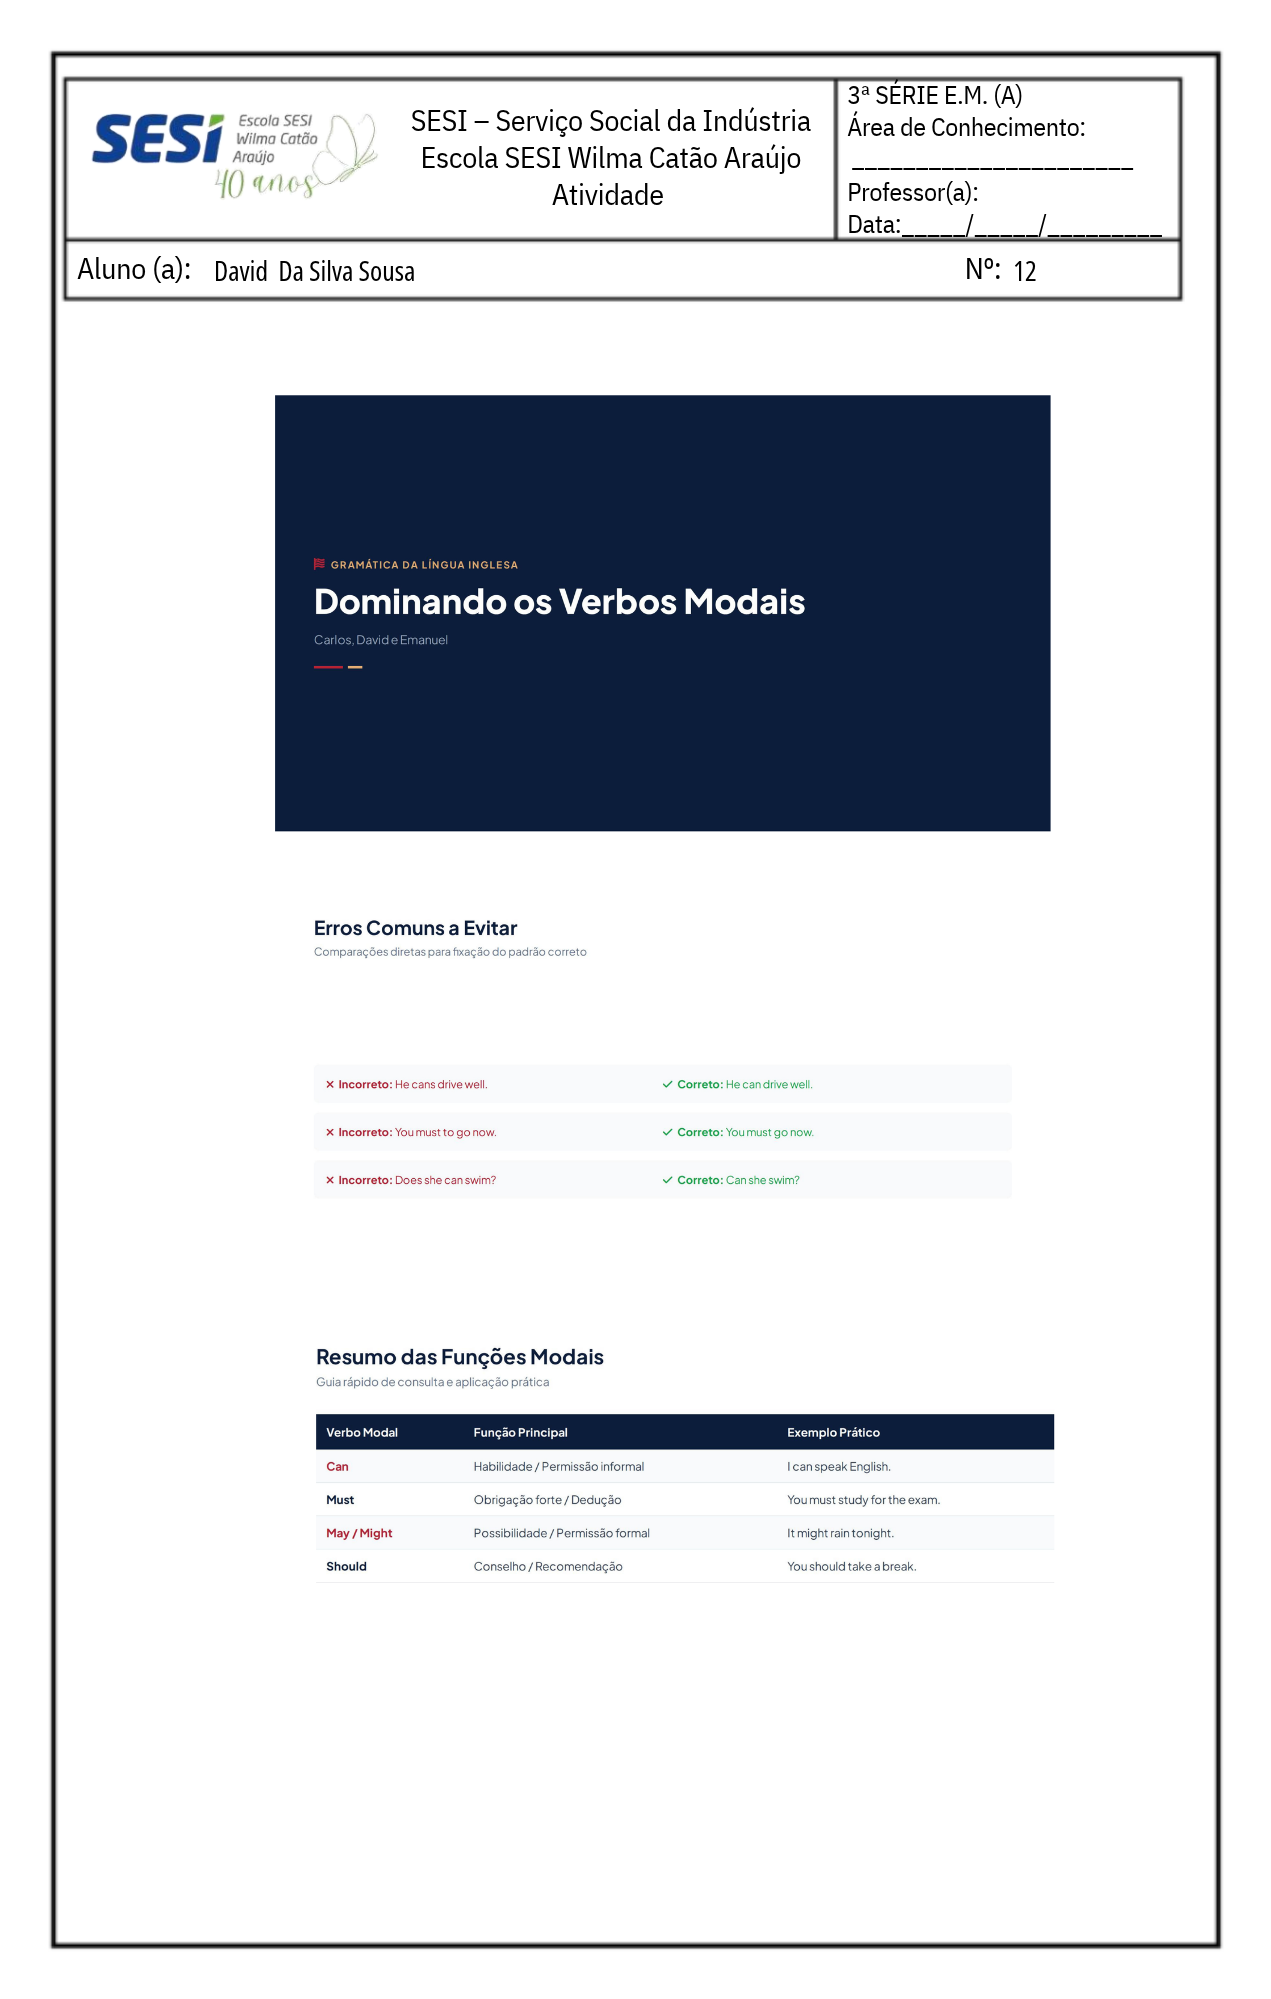 SESI
Escola SESI
Wilma Catão
Araújo
40 anos
SESI – Serviço Social da Indústria
Escola SESI Wilma Catão Araújo
Atividade
3ª SÉRIE E.M. (A)
Área de Conhecimento:
______________________
Professor(a):
Data:_____/_____/_________
Aluno (a): David Da Silva Sousa Nº: 12
GRAMÁTICA DA LÍNGUA INGLESA
Dominando os Verbos Modais
Carlos, David e Emanuel
Erros Comuns a Evitar
Comparações diretas para fixação do padrão correto
✕ Incorreto: He cans drive well. ✓ Correto: He can drive well.
✕ Incorreto: You must to go now. ✓ Correto: You must go now.
✕ Incorreto: Does she can swim? ✓ Correto: Can she swim?
Resumo das Funções Modais
Guia rápido de consulta e aplicação prática
Verbo Modal Função Principal Exemplo Prático
Can Habilidade / Permissão informal I can speak English.
Must Obrigação forte / Dedução You must study for the exam.
May / Might Possibilidade / Permissão formal It might rain tonight.
Should Conselho / Recomendação You should take a break.